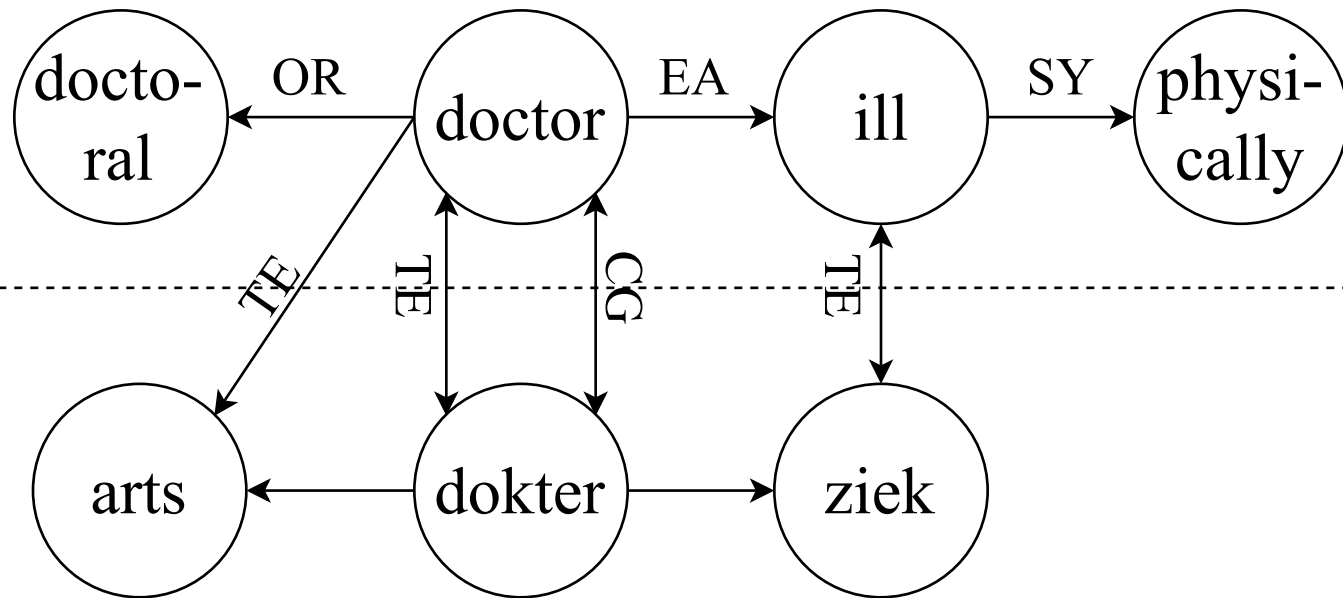 docto-
ral
OR
doctor
EA
ill
SY
physi-
cally
TE
TE
CG
TE
arts
dokter
ziek